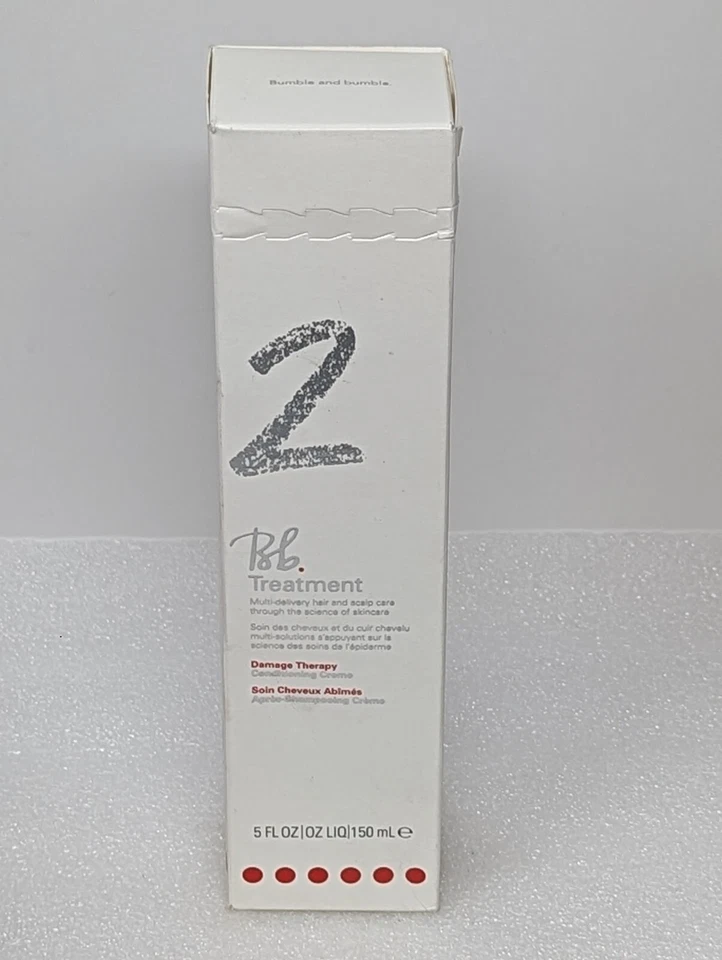 Bumble and bumble.
2
Bb.
Treatment
Multi-delivery hair and scalp care
through the science of skincare
Soin des cheveux et du cuir chevelu
multi-solutions s'appuyant sur la
science des soins de l'épiderme
Damage Therapy
Conditioning Creme
Soin Cheveux Abîmés
Après-Shampooing Crème
5 FL OZ|OZ LIQ|150 mL ℮